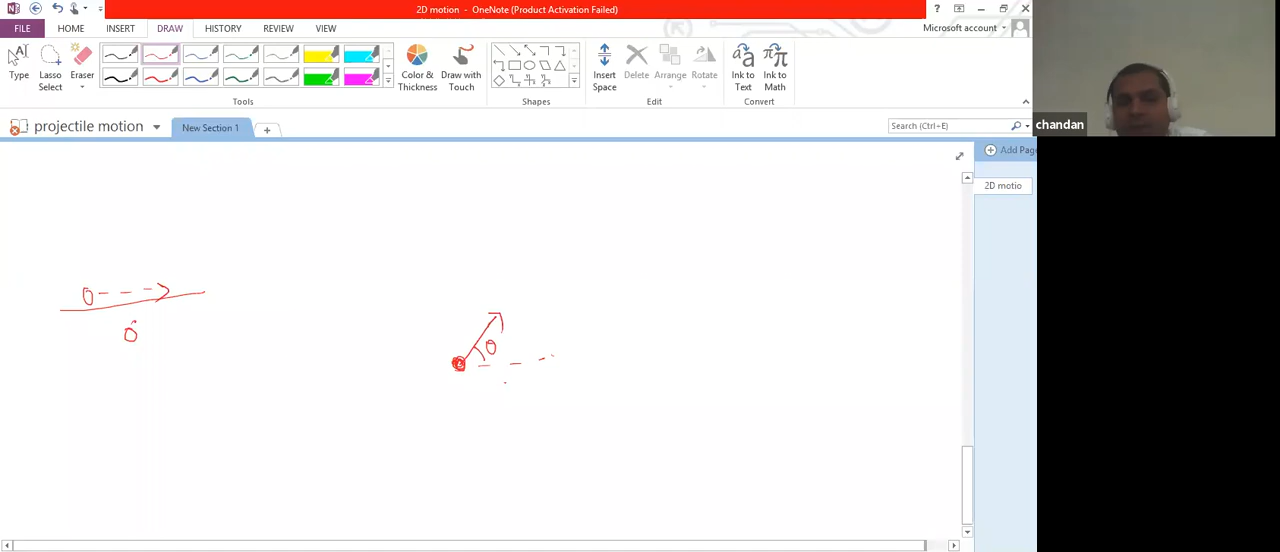 2D motion - OneNote (Product Activation Failed)
FILE HOME INSERT DRAW HISTORY REVIEW VIEW
Microsoft account
Type
Lasso Select
Eraser
Color & Thickness
Draw with Touch
Insert Space
Delete
Arrange
Rotate
Ink to Text
Ink to Math
Tools
Shapes
Edit
Convert
chandan
projectile motion
New Section 1
Search (Ctrl+E)
Add Pag
2D motio
θ